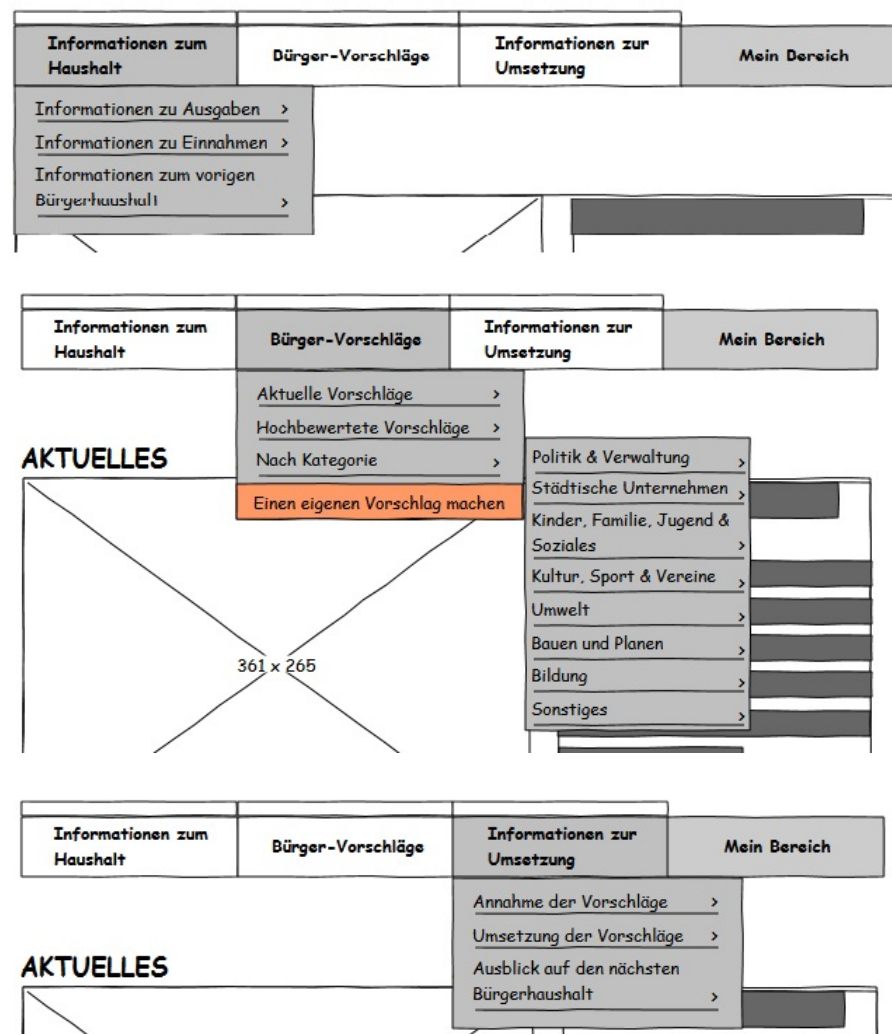 Informationen zum
Haushalt
Bürger-Vorschläge
Informationen zur
Umsetzung
Mein Bereich
Informationen zu Ausgaben >
Informationen zu Einnahmen >
Informationen zum vorigen
Bürgerhaushalt >
Informationen zum
Haushalt
Bürger-Vorschläge
Informationen zur
Umsetzung
Mein Bereich
Aktuelle Vorschläge >
Hochbewertete Vorschläge >
Nach Kategorie >
Einen eigenen Vorschlag machen
Politik & Verwaltung >
Städtische Unternehmen >
Kinder, Familie, Jugend &
Soziales >
Kultur, Sport & Vereine >
Umwelt >
Bauen und Planen >
Bildung >
Sonstiges >
AKTUELLES
361 x 265
Informationen zum
Haushalt
Bürger-Vorschläge
Informationen zur
Umsetzung
Mein Bereich
Annahme der Vorschläge >
Umsetzung der Vorschläge >
Ausblick auf den nächsten
Bürgerhaushalt >
AKTUELLES